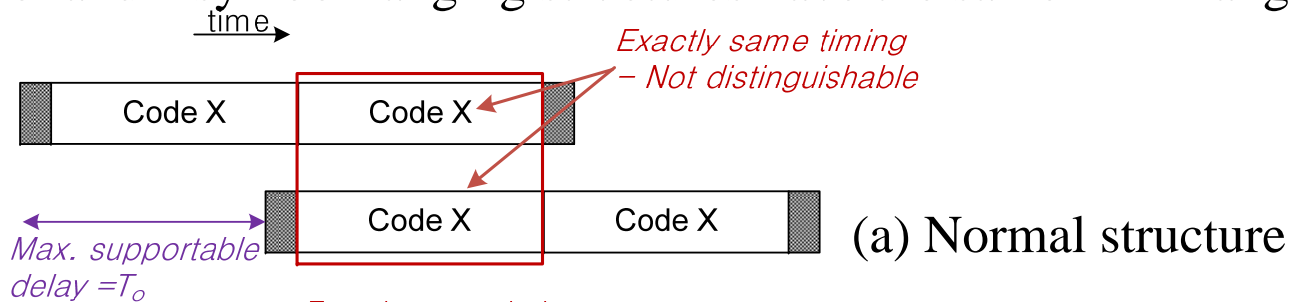 time
Exactly same timing
– Not distinguishable
Code X
Code X
Code X
Code X
(a) Normal structure
Max. supportable
delay =To